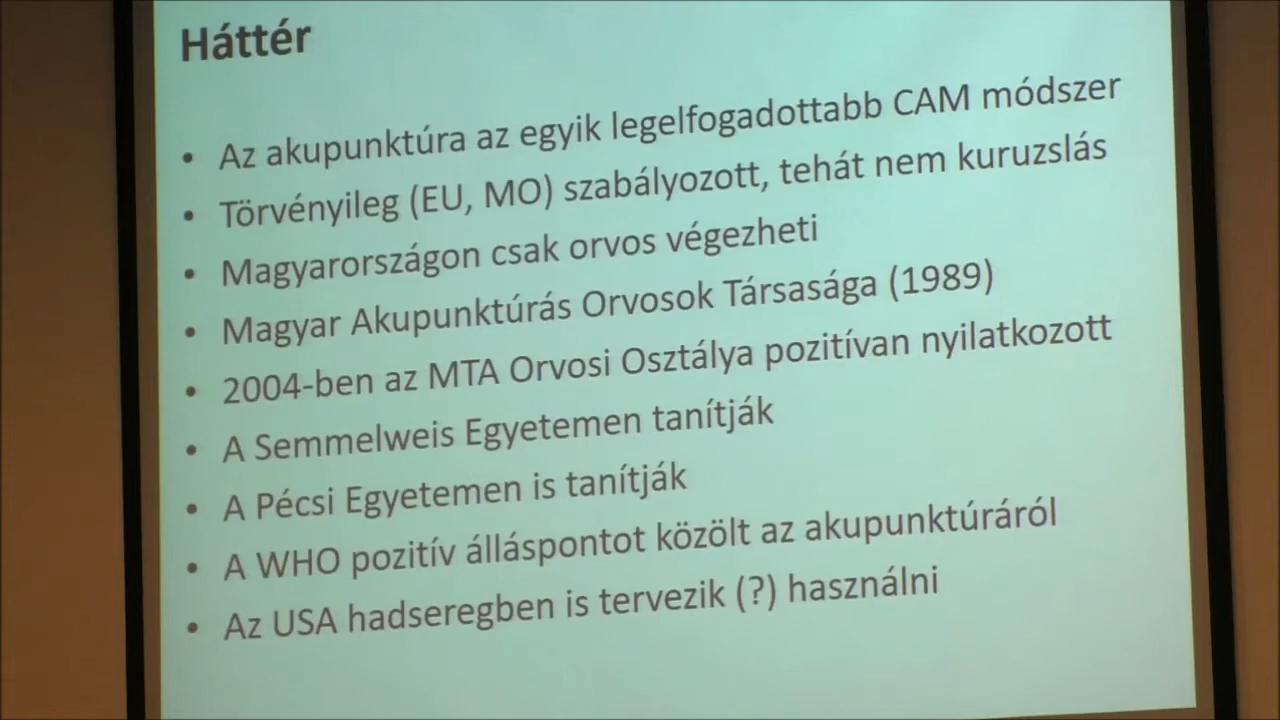 Háttér
• Az akupunktúra az egyik legelfogadottabb CAM módszer
• Törvényileg (EU, MO) szabályozott, tehát nem kuruzslás
• Magyarországon csak orvos végezheti
• Magyar Akupunktúrás Orvosok Társasága (1989)
• 2004-ben az MTA Orvosi Osztálya pozitívan nyilatkozott
• A Semmelweis Egyetemen tanítják
• A Pécsi Egyetemen is tanítják
• A WHO pozitív álláspontot közölt az akupunktúráról
• Az USA hadseregben is tervezik (?) használni